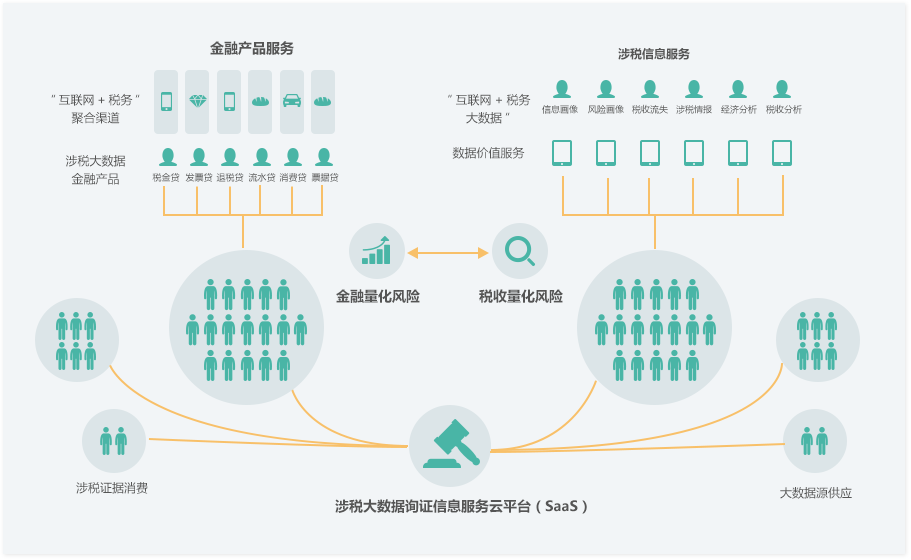 金融产品服务
涉税信息服务
“互联网 + 税务”
聚合渠道
“互联网 + 税务
大数据”
信息画像 风险画像 税收流失 涉税情报 经济分析 税收分析
涉税大数据
金融产品
数据价值服务
税金贷 发票贷 退税贷 流水贷 消费贷 票据贷
金融量化风险
税收量化风险
涉税证据消费
大数据源供应
涉税大数据询证信息服务云平台（SaaS）